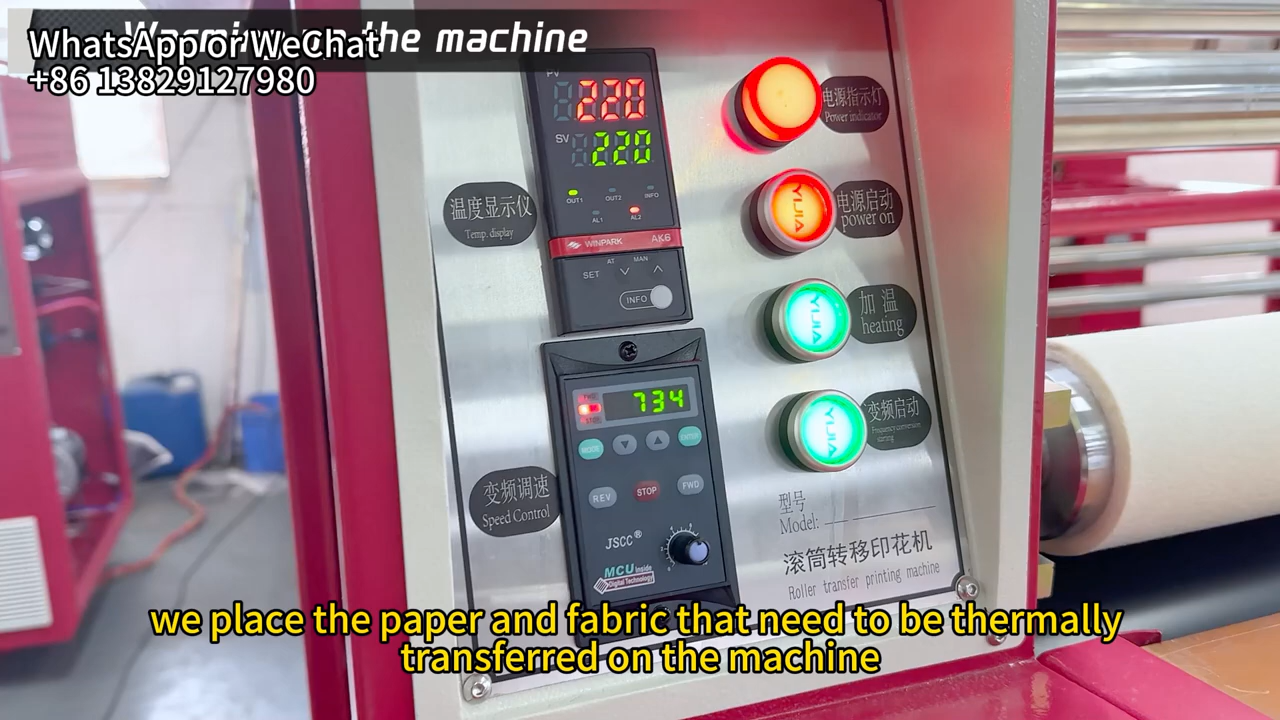 Warming up the machine
WhatsApp or WeChat
+86 13829127980
PV
220
SV
220
OUT1
OUT2
INFO
AL1
AL2
温度显示仪
Temp. display
WINPARK
AK6
AT
MAN
SET
INFO
电源指示灯
Power indicator
YIJIA
电源启动
power on
YIJIA
加 温
heating
YIJIA
变频启动
Frequency conversion
starting
734
MODE
ENTER
REV
STOP
FWD
变频调速
Speed Control
JSCC®
MCU Inside
Digital Technology
型号
Model:
滚筒转移印花机
Roller transfer printing machine
we place the paper and fabric that need to be thermally
transferred on the machine